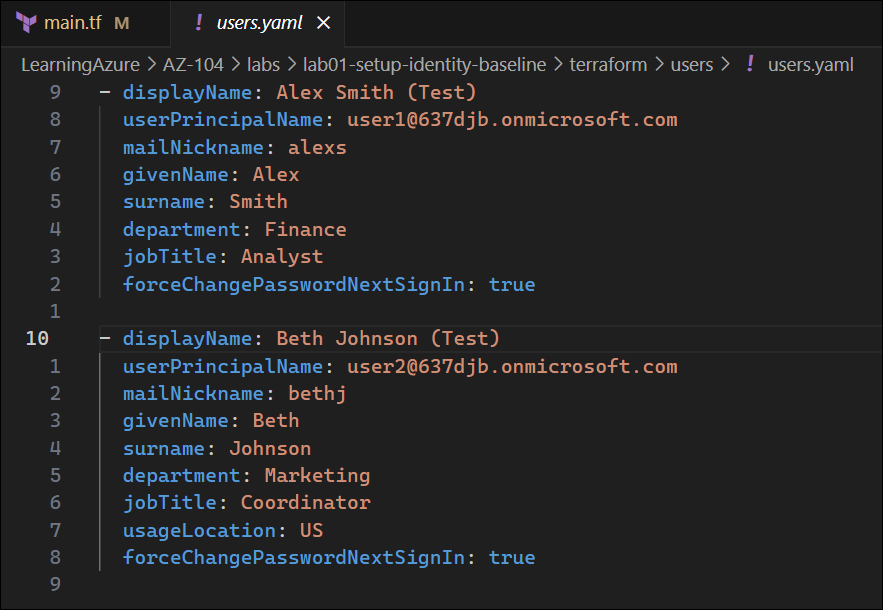 main.tf M ! users.yaml ×
LearningAzure > AZ-104 > labs > lab01-setup-identity-baseline > terraform > users > ! users.yaml
9 - displayName: Alex Smith (Test)
8 userPrincipalName: user1@637djb.onmicrosoft.com
7 mailNickname: alexs
6 givenName: Alex
5 surname: Smith
4 department: Finance
3 jobTitle: Analyst
2 forceChangePasswordNextSignIn: true
1
10 - displayName: Beth Johnson (Test)
1 userPrincipalName: user2@637djb.onmicrosoft.com
2 mailNickname: bethj
3 givenName: Beth
4 surname: Johnson
5 department: Marketing
6 jobTitle: Coordinator
7 usageLocation: US
8 forceChangePasswordNextSignIn: true
9